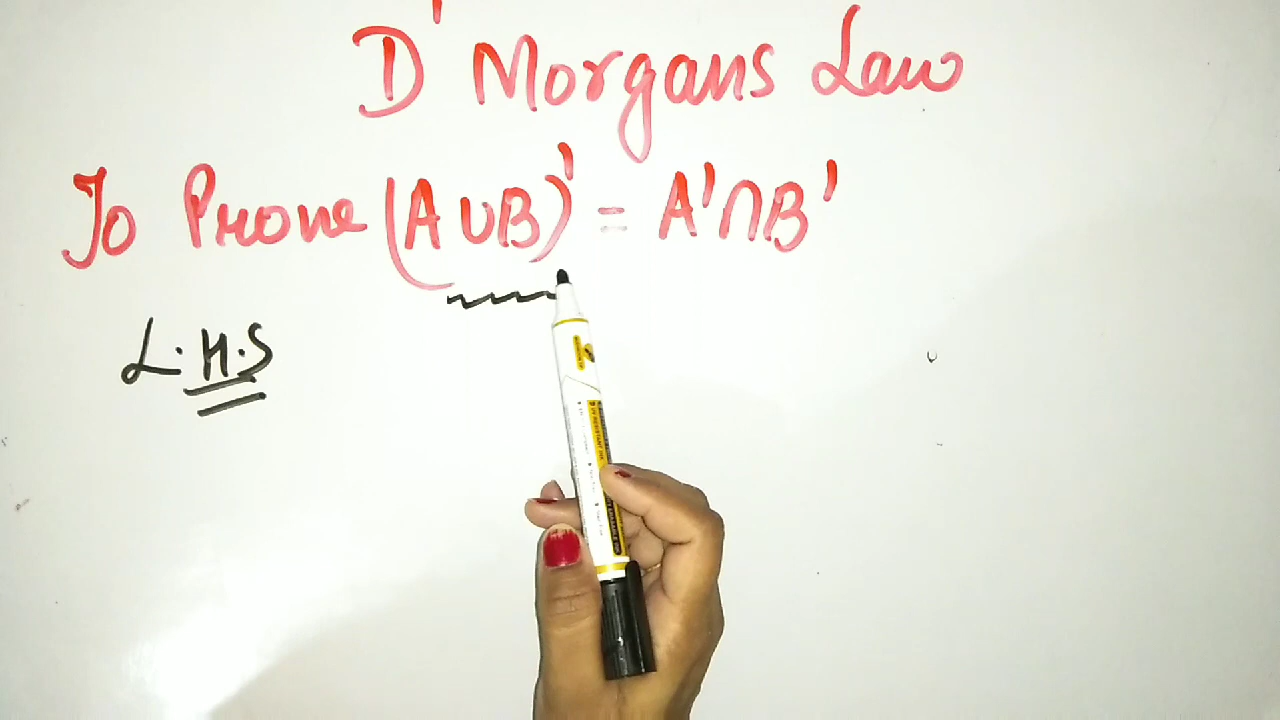 D' Morgans Law
To Prove (A∪B)' = A'∩B'
L.H.S